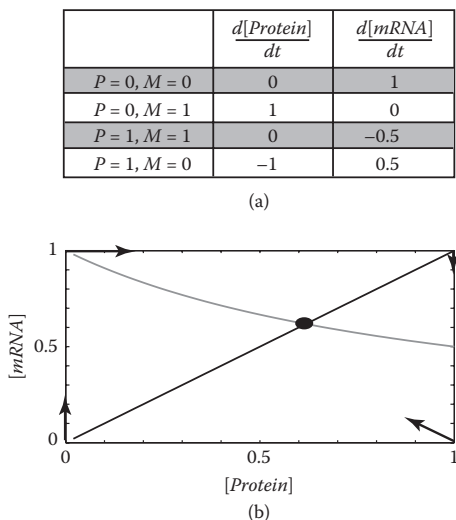 d[Protein]/dt d[mRNA]/dt
P = 0, M = 0 0 1
P = 0, M = 1 1 0
P = 1, M = 1 0 −0.5
P = 1, M = 0 −1 0.5
(a)
1
[mRNA]
0.5
0
0 0.5 1
[Protein]
(b)